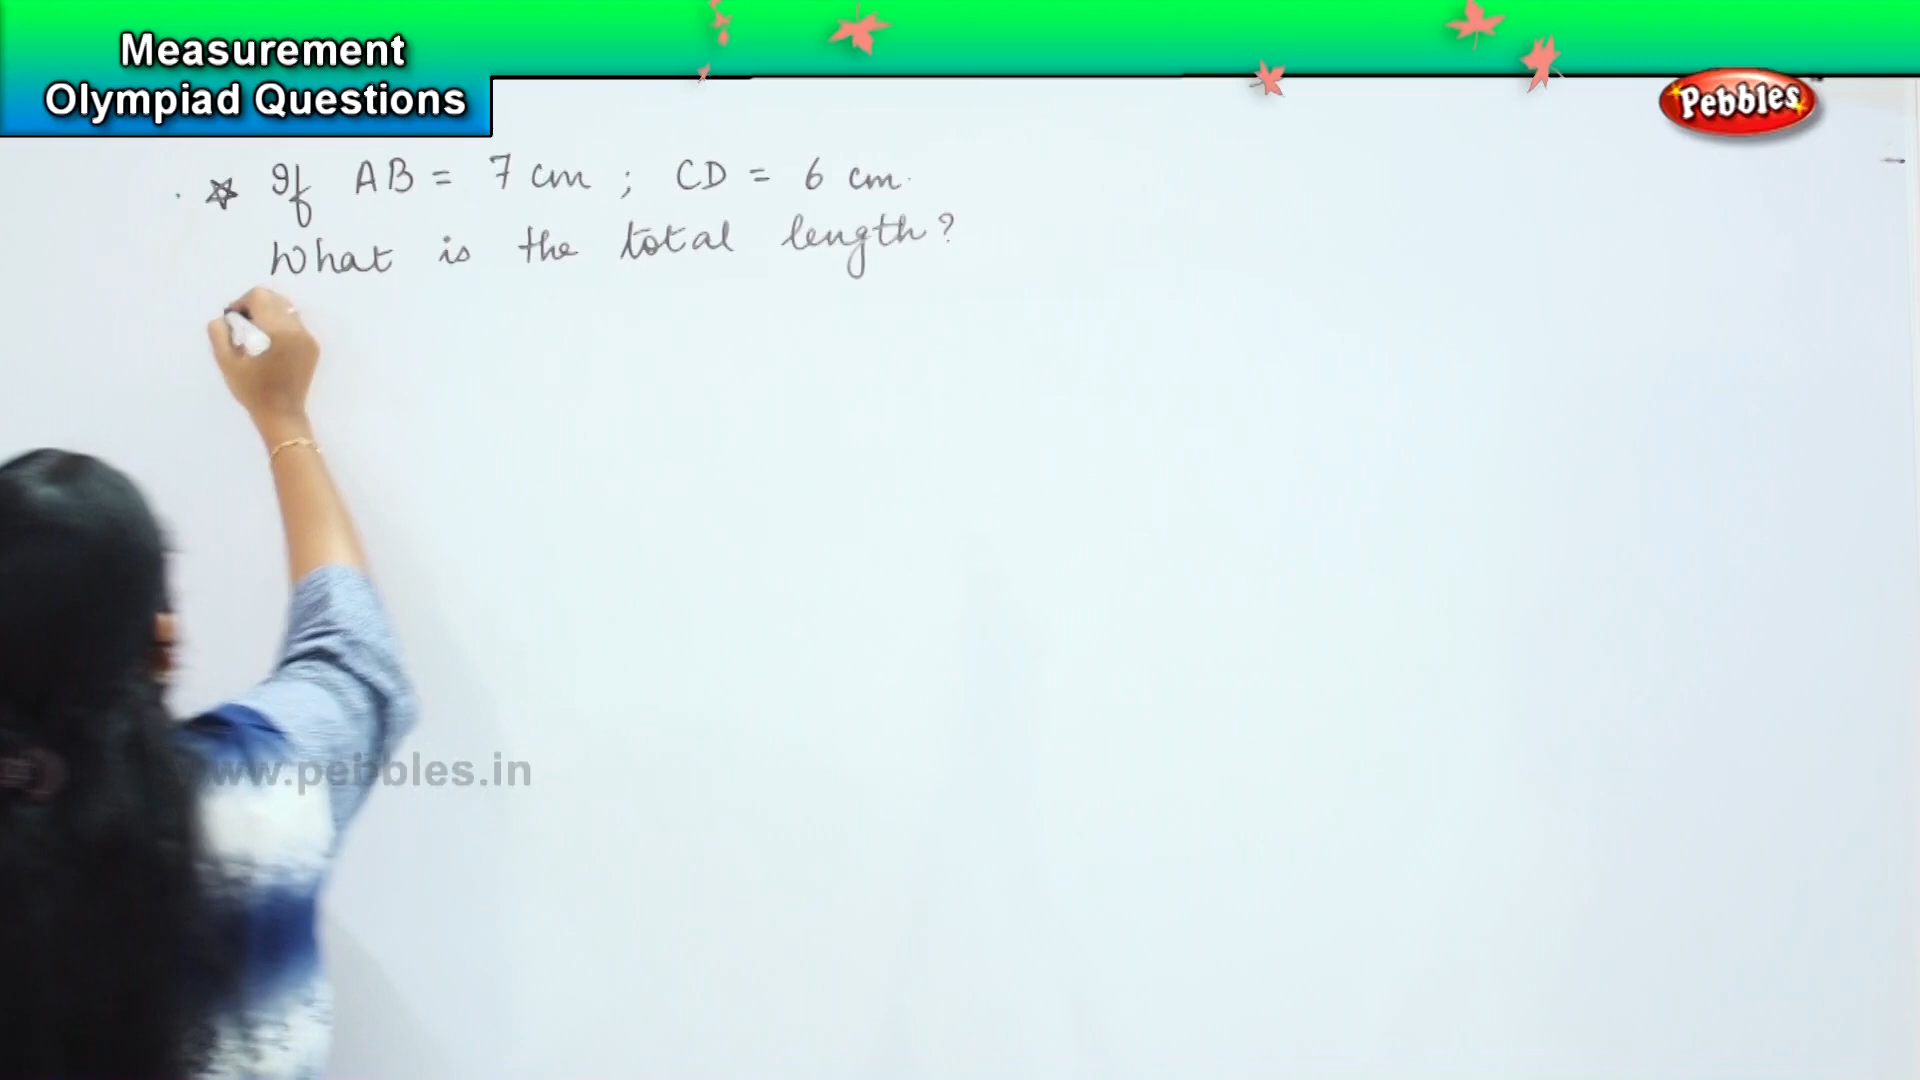 Measurement
Olympiad Questions
Pebbles
☆ If AB = 7 cm ; CD = 6 cm.
What is the total length?
www.pebbles.in